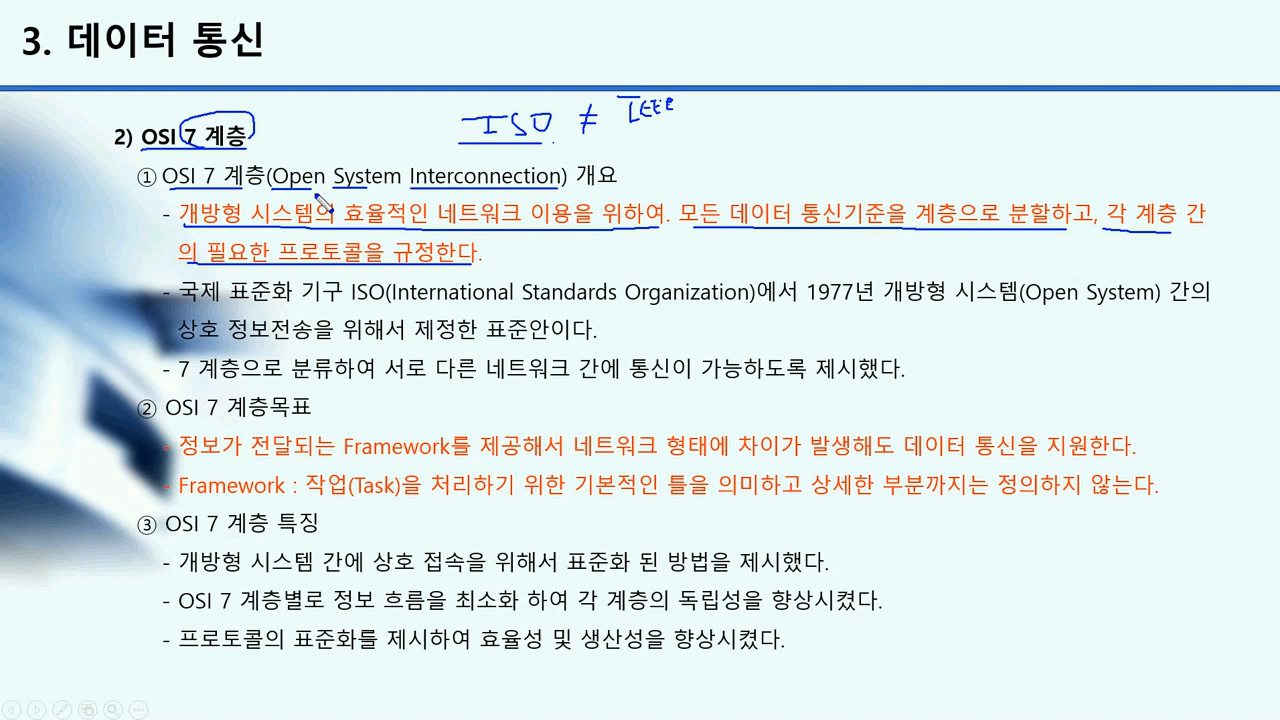 3. 데이터 통신
ISO ≠ IEEE
2) OSI 7 계층
① OSI 7 계층(Open System Interconnection) 개요
- 개방형 시스템의 효율적인 네트워크 이용을 위하여. 모든 데이터 통신기준을 계층으로 분할하고, 각 계층 간
의 필요한 프로토콜을 규정한다.
- 국제 표준화 기구 ISO(International Standards Organization)에서 1977년 개방형 시스템(Open System) 간의
상호 정보전송을 위해서 제정한 표준안이다.
- 7 계층으로 분류하여 서로 다른 네트워크 간에 통신이 가능하도록 제시했다.
② OSI 7 계층목표
- 정보가 전달되는 Framework를 제공해서 네트워크 형태에 차이가 발생해도 데이터 통신을 지원한다.
- Framework : 작업(Task)을 처리하기 위한 기본적인 틀을 의미하고 상세한 부분까지는 정의하지 않는다.
③ OSI 7 계층 특징
- 개방형 시스템 간에 상호 접속을 위해서 표준화 된 방법을 제시했다.
- OSI 7 계층별로 정보 흐름을 최소화 하여 각 계층의 독립성을 향상시켰다.
- 프로토콜의 표준화를 제시하여 효율성 및 생산성을 향상시켰다.